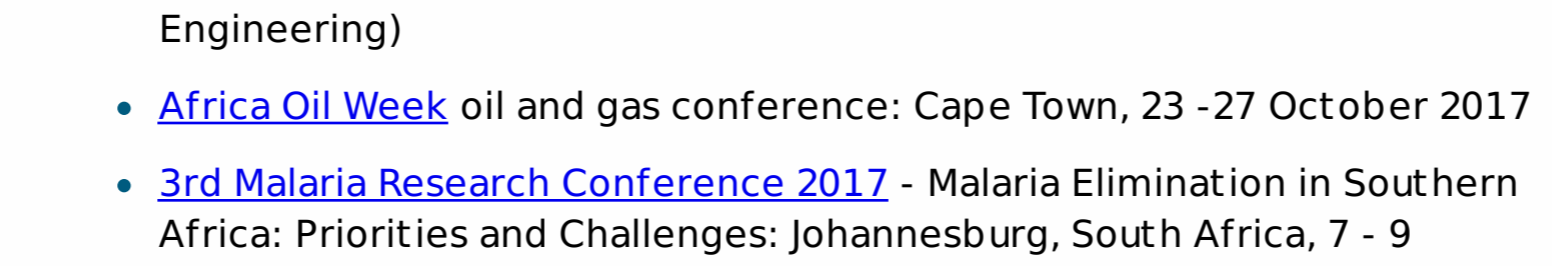 Engineering)
Africa Oil Week oil and gas conference: Cape Town, 23 -27 October 2017
3rd Malaria Research Conference 2017 - Malaria Elimination in Southern
Africa: Priorities and Challenges: Johannesburg, South Africa, 7 - 9